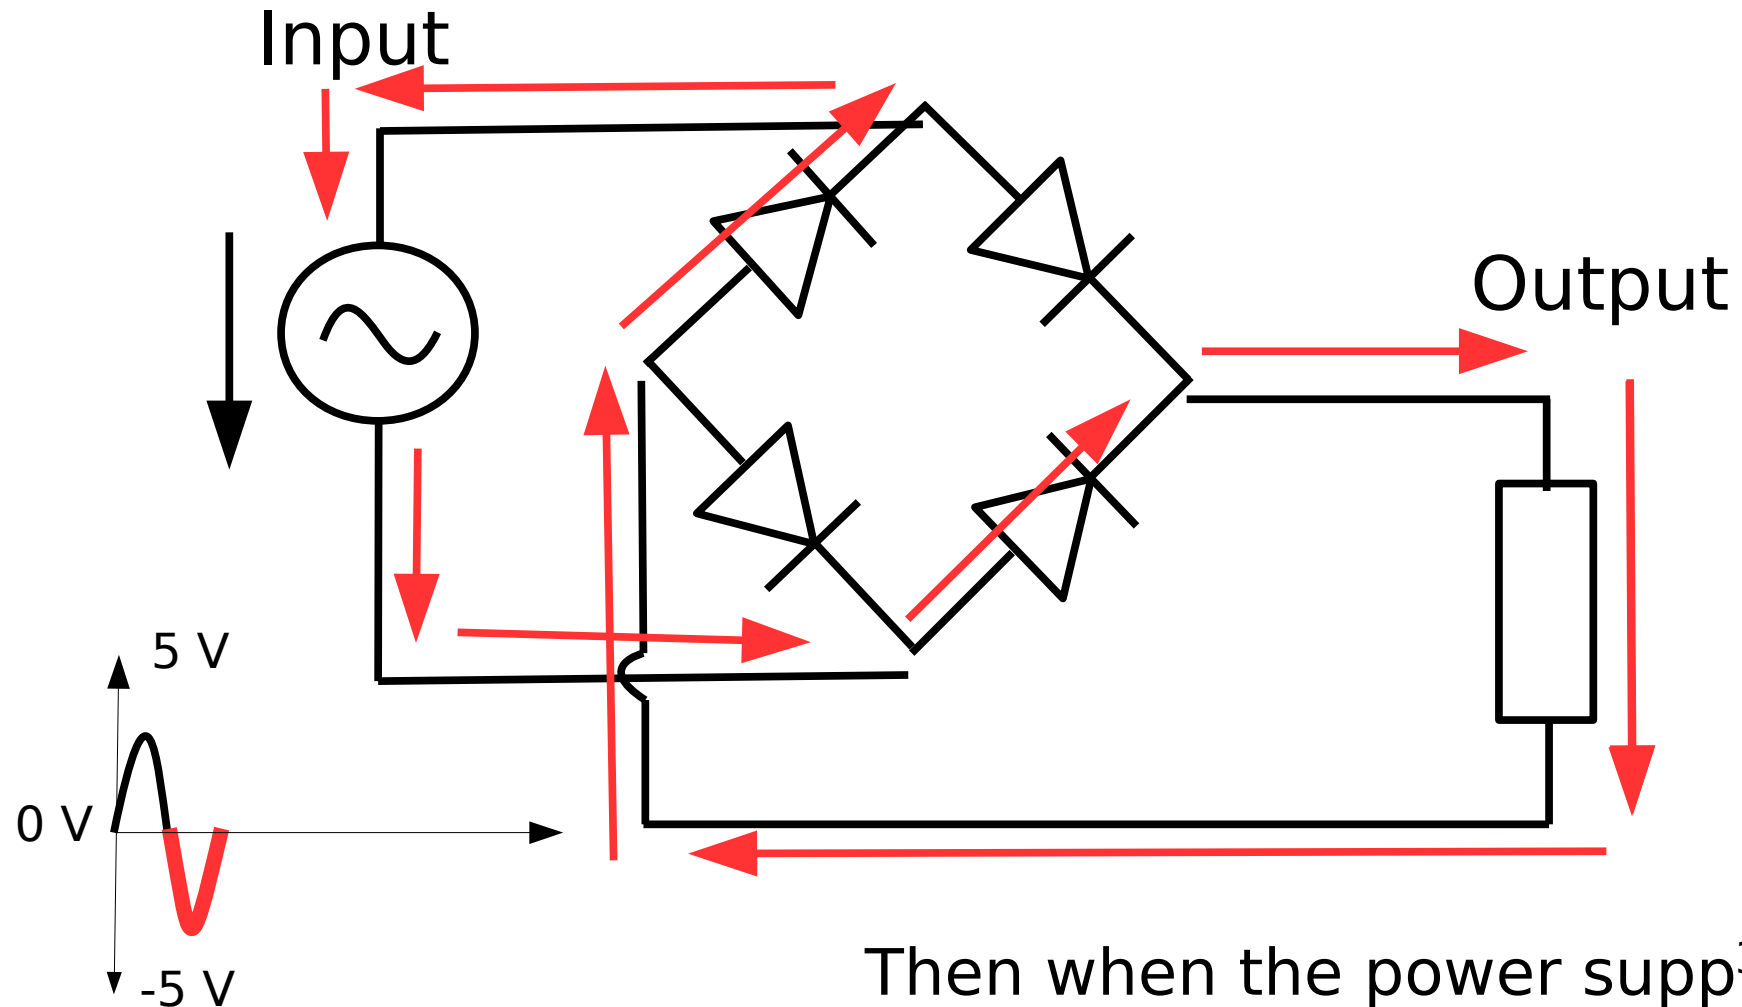 Input
Output
5 V
0 V
-5 V
Then when the power supp